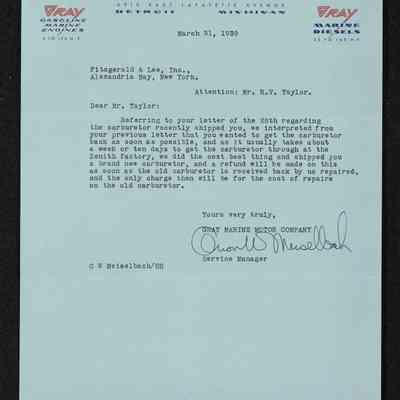 GRAY
GASOLINE
MARINE
ENGINES
EAST LAFAYETTE AVENUE
DETROIT MICHIGAN
GRAY
MARINE
DIESELS
March 31, 1939
Fitzgerald & Lee, Inc.,
Alexandria Bay, New York.
Attention: Mr. R.V. Taylor.
Dear Mr. Taylor:
Referring to your letter of the 28th regarding
the carburetor recently shipped you, we interpreted from
your previous letter that you wanted to get the carburetor
back as soon as possible, and as it usually takes about
a week or ten days to get the carburetor through at the
Zenith factory, we did the next best thing and shipped you
a brand new carburetor, and a refund will be made on this
as soon as the old carburetor is received back by us repaired,
and the only charge then will be for the cost of repairs
on the old carburetor.
Yours very truly,
GRAY MARINE MOTOR COMPANY
Meiselbach
Service Manager
C W Meiselbach/